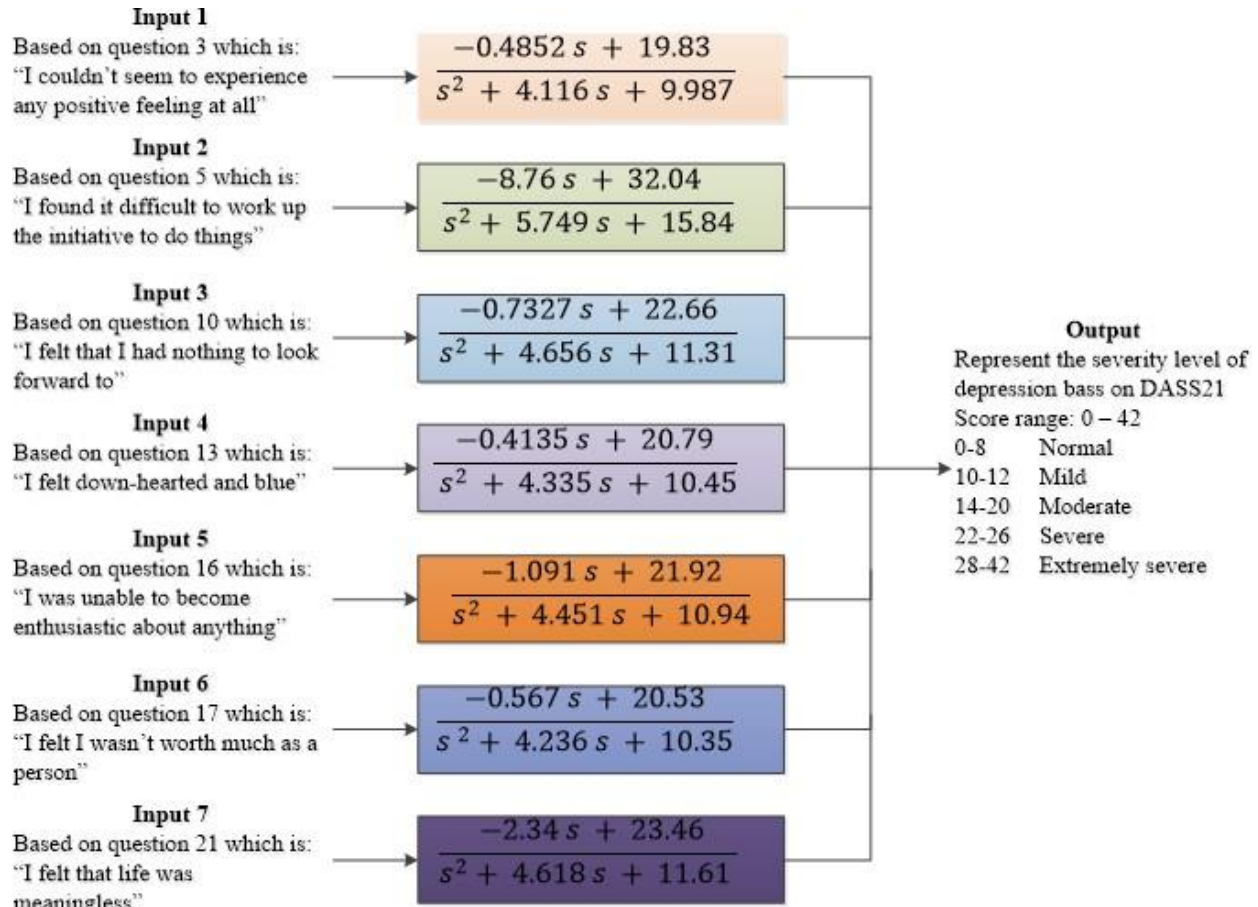 Input 1
Based on question 3 which is:
“I couldn’t seem to experience
any positive feeling at all”
−0.4852 s + 19.83
s² + 4.116 s + 9.987
Input 2
Based on question 5 which is:
“I found it difficult to work up
the initiative to do things”
−8.76 s + 32.04
s² + 5.749 s + 15.84
Input 3
Based on question 10 which is:
“I felt that I had nothing to look
forward to”
−0.7327 s + 22.66
s² + 4.656 s + 11.31
Input 4
Based on question 13 which is:
“I felt down-hearted and blue”
−0.4135 s + 20.79
s² + 4.335 s + 10.45
Input 5
Based on question 16 which is:
“I was unable to become
enthusiastic about anything”
−1.091 s + 21.92
s² + 4.451 s + 10.94
Input 6
Based on question 17 which is:
“I felt I wasn’t worth much as a
person”
−0.567 s + 20.53
s² + 4.236 s + 10.35
Input 7
Based on question 21 which is:
“I felt that life was
meaningless”
−2.34 s + 23.46
s² + 4.618 s + 11.61
Output
Represent the severity level of
depression bass on DASS21
Score range: 0 – 42
0-8 Normal
10-12 Mild
14-20 Moderate
22-26 Severe
28-42 Extremely severe